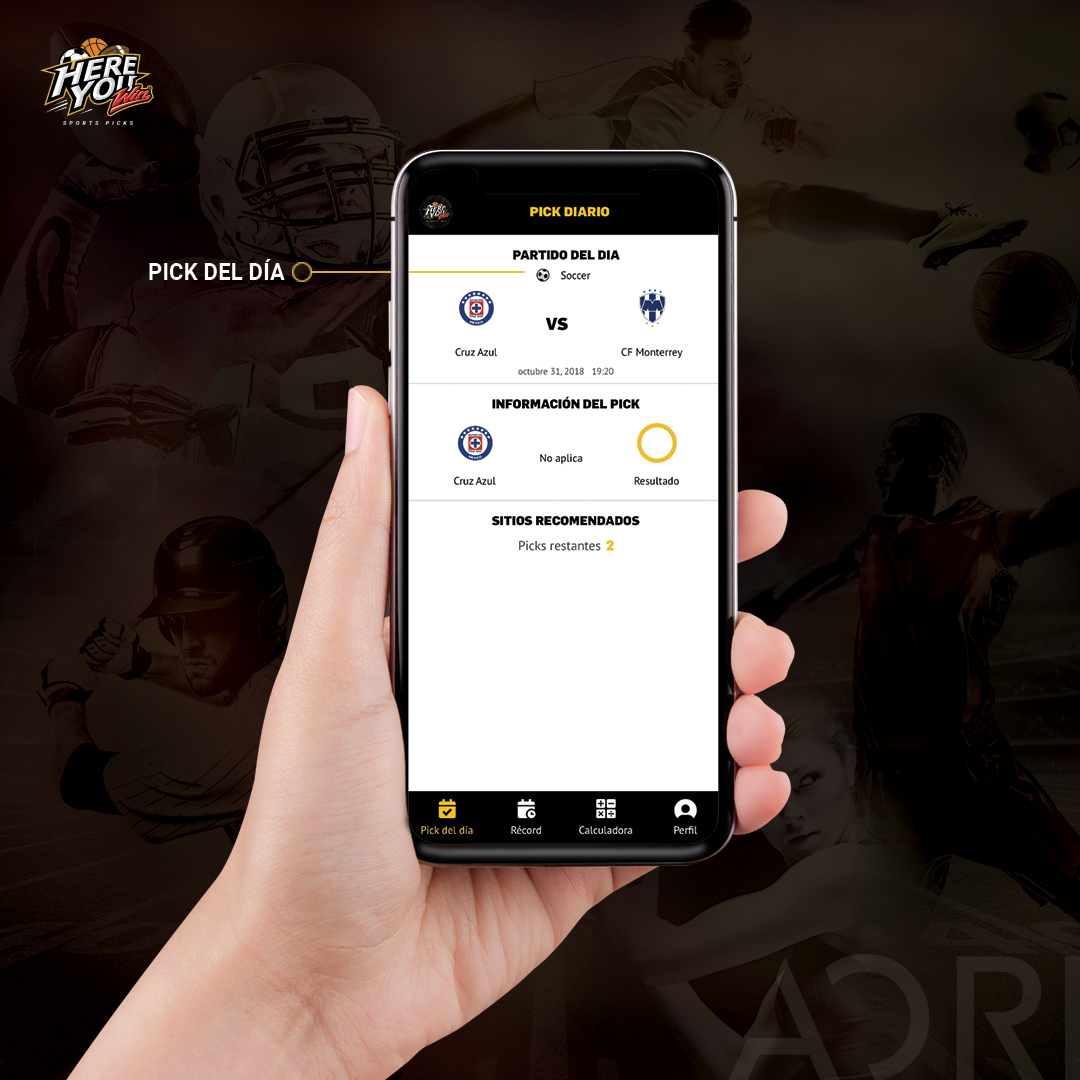 HERE
YOU
Win
SPORTS PICKS
PICK DIARIO
PARTIDO DEL DIA
PICK DEL DÍA
Soccer
VS
Cruz Azul
CF Monterrey
octubre 31, 2018 19:20
INFORMACIÓN DEL PICK
No aplica
Cruz Azul
Resultado
SITIOS RECOMENDADOS
Picks restantes 2
Pick del día
Récord
Calculadora
Perfil
ADRI